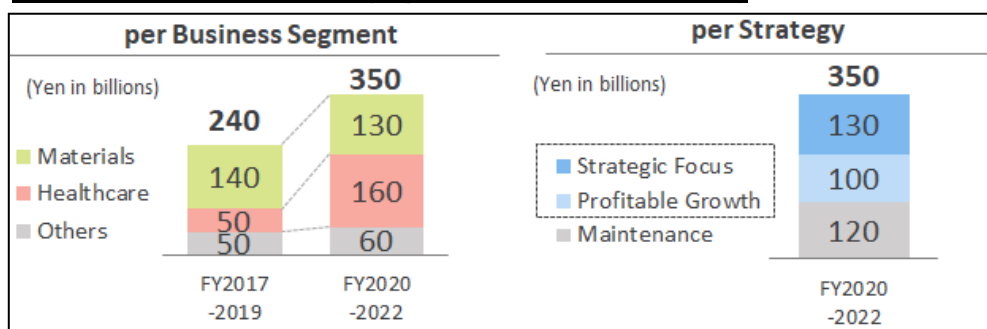 per Business Segment
(Yen in billions)
240
350
Materials
Healthcare
Others
140
50
50
130
160
60
FY2017
-2019
FY2020
-2022
per Strategy
(Yen in billions)
350
Strategic Focus
Profitable Growth
Maintenance
130
100
120
FY2020
-2022